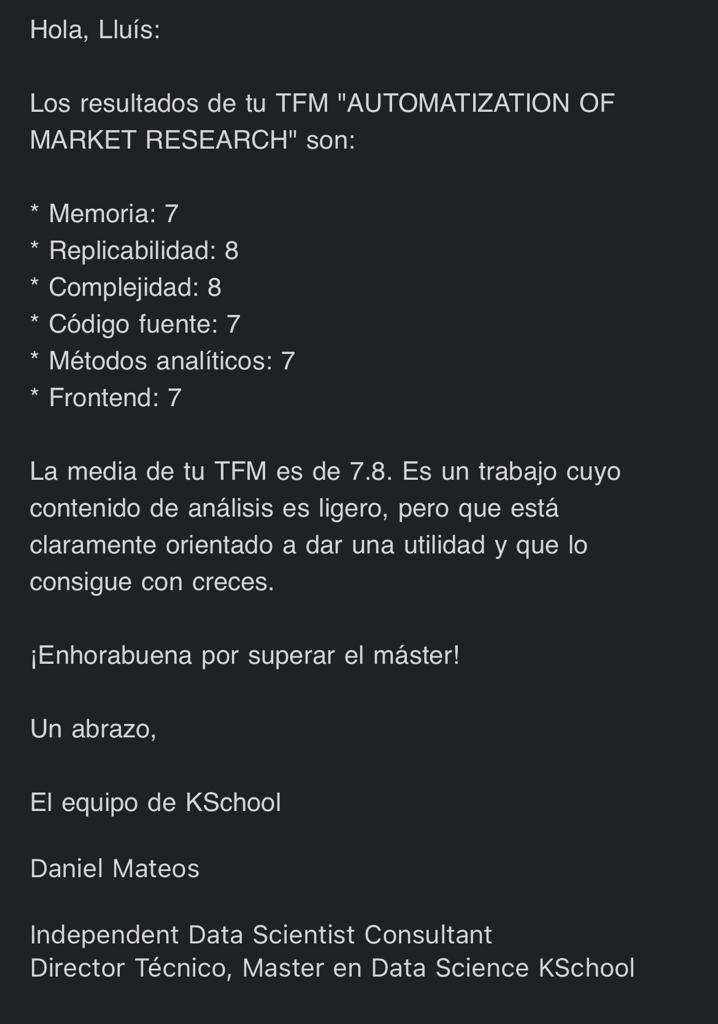 Hola, Lluís:
Los resultados de tu TFM "AUTOMATIZATION OF
MARKET RESEARCH" son:
* Memoria: 7
* Replicabilidad: 8
* Complejidad: 8
* Código fuente: 7
* Métodos analíticos: 7
* Frontend: 7
La media de tu TFM es de 7.8. Es un trabajo cuyo
contenido de análisis es ligero, pero que está
claramente orientado a dar una utilidad y que lo
consigue con creces.
¡Enhorabuena por superar el máster!
Un abrazo,
El equipo de KSchool
Daniel Mateos
Independent Data Scientist Consultant
Director Técnico, Master en Data Science KSchool